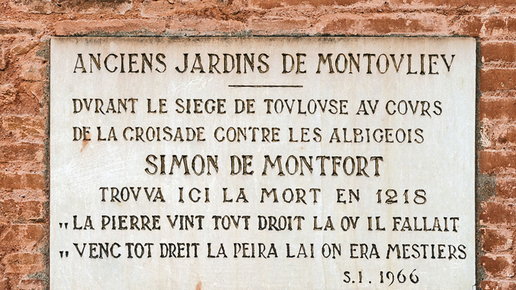 ANCIENS JARDINS DE MONTOVLIEV
DVRANT LE SIEGE DE TOVLOVSE AV COVRS
DE LA CROISADE CONTRE LES ALBIGEOIS
SIMON DE MONTFORT
TROVVA ICI LA MORT EN 1218
,, LA PIERRE VINT TOVT DROIT LA OV IL FALLAIT
,, VENC TOT DREIT LA PEIRA LAI ON ERA MESTIERS
S.I. 1966